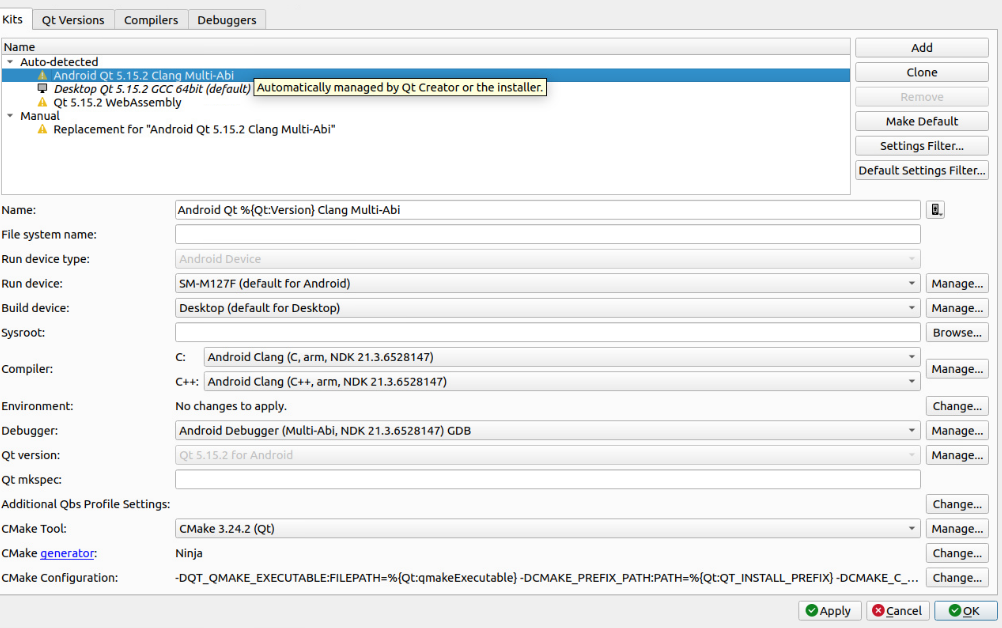 Kits Qt Versions Compilers Debuggers
Name
Auto-detected
Android Qt 5.15.2 Clang Multi-Abi
Desktop Qt 5.15.2 GCC 64bit (default)
Automatically managed by Qt Creator or the installer.
Qt 5.15.2 WebAssembly
Manual
Replacement for "Android Qt 5.15.2 Clang Multi-Abi"
Add
Clone
Remove
Make Default
Settings Filter...
Default Settings Filter...
Name: Android Qt %{Qt:Version} Clang Multi-Abi
File system name:
Run device type: Android Device
Run device: SM-M127F (default for Android) Manage...
Build device: Desktop (default for Desktop) Manage...
Sysroot: Browse...
Compiler: C: Android Clang (C, arm, NDK 21.3.6528147) Manage...
C++: Android Clang (C++, arm, NDK 21.3.6528147)
Environment: No changes to apply. Change...
Debugger: Android Debugger (Multi-Abi, NDK 21.3.6528147) GDB Manage...
Qt version: Qt 5.15.2 for Android Manage...
Qt mkspec:
Additional Qbs Profile Settings: Change...
CMake Tool: CMake 3.24.2 (Qt) Manage...
CMake generator: Ninja Change...
CMake Configuration: -DQT_QMAKE_EXECUTABLE:FILEPATH=%{Qt:qmakeExecutable} -DCMAKE_PREFIX_PATH:PATH=%{Qt:QT_INSTALL_PREFIX} -DCMAKE_C_... Change...
Apply Cancel OK